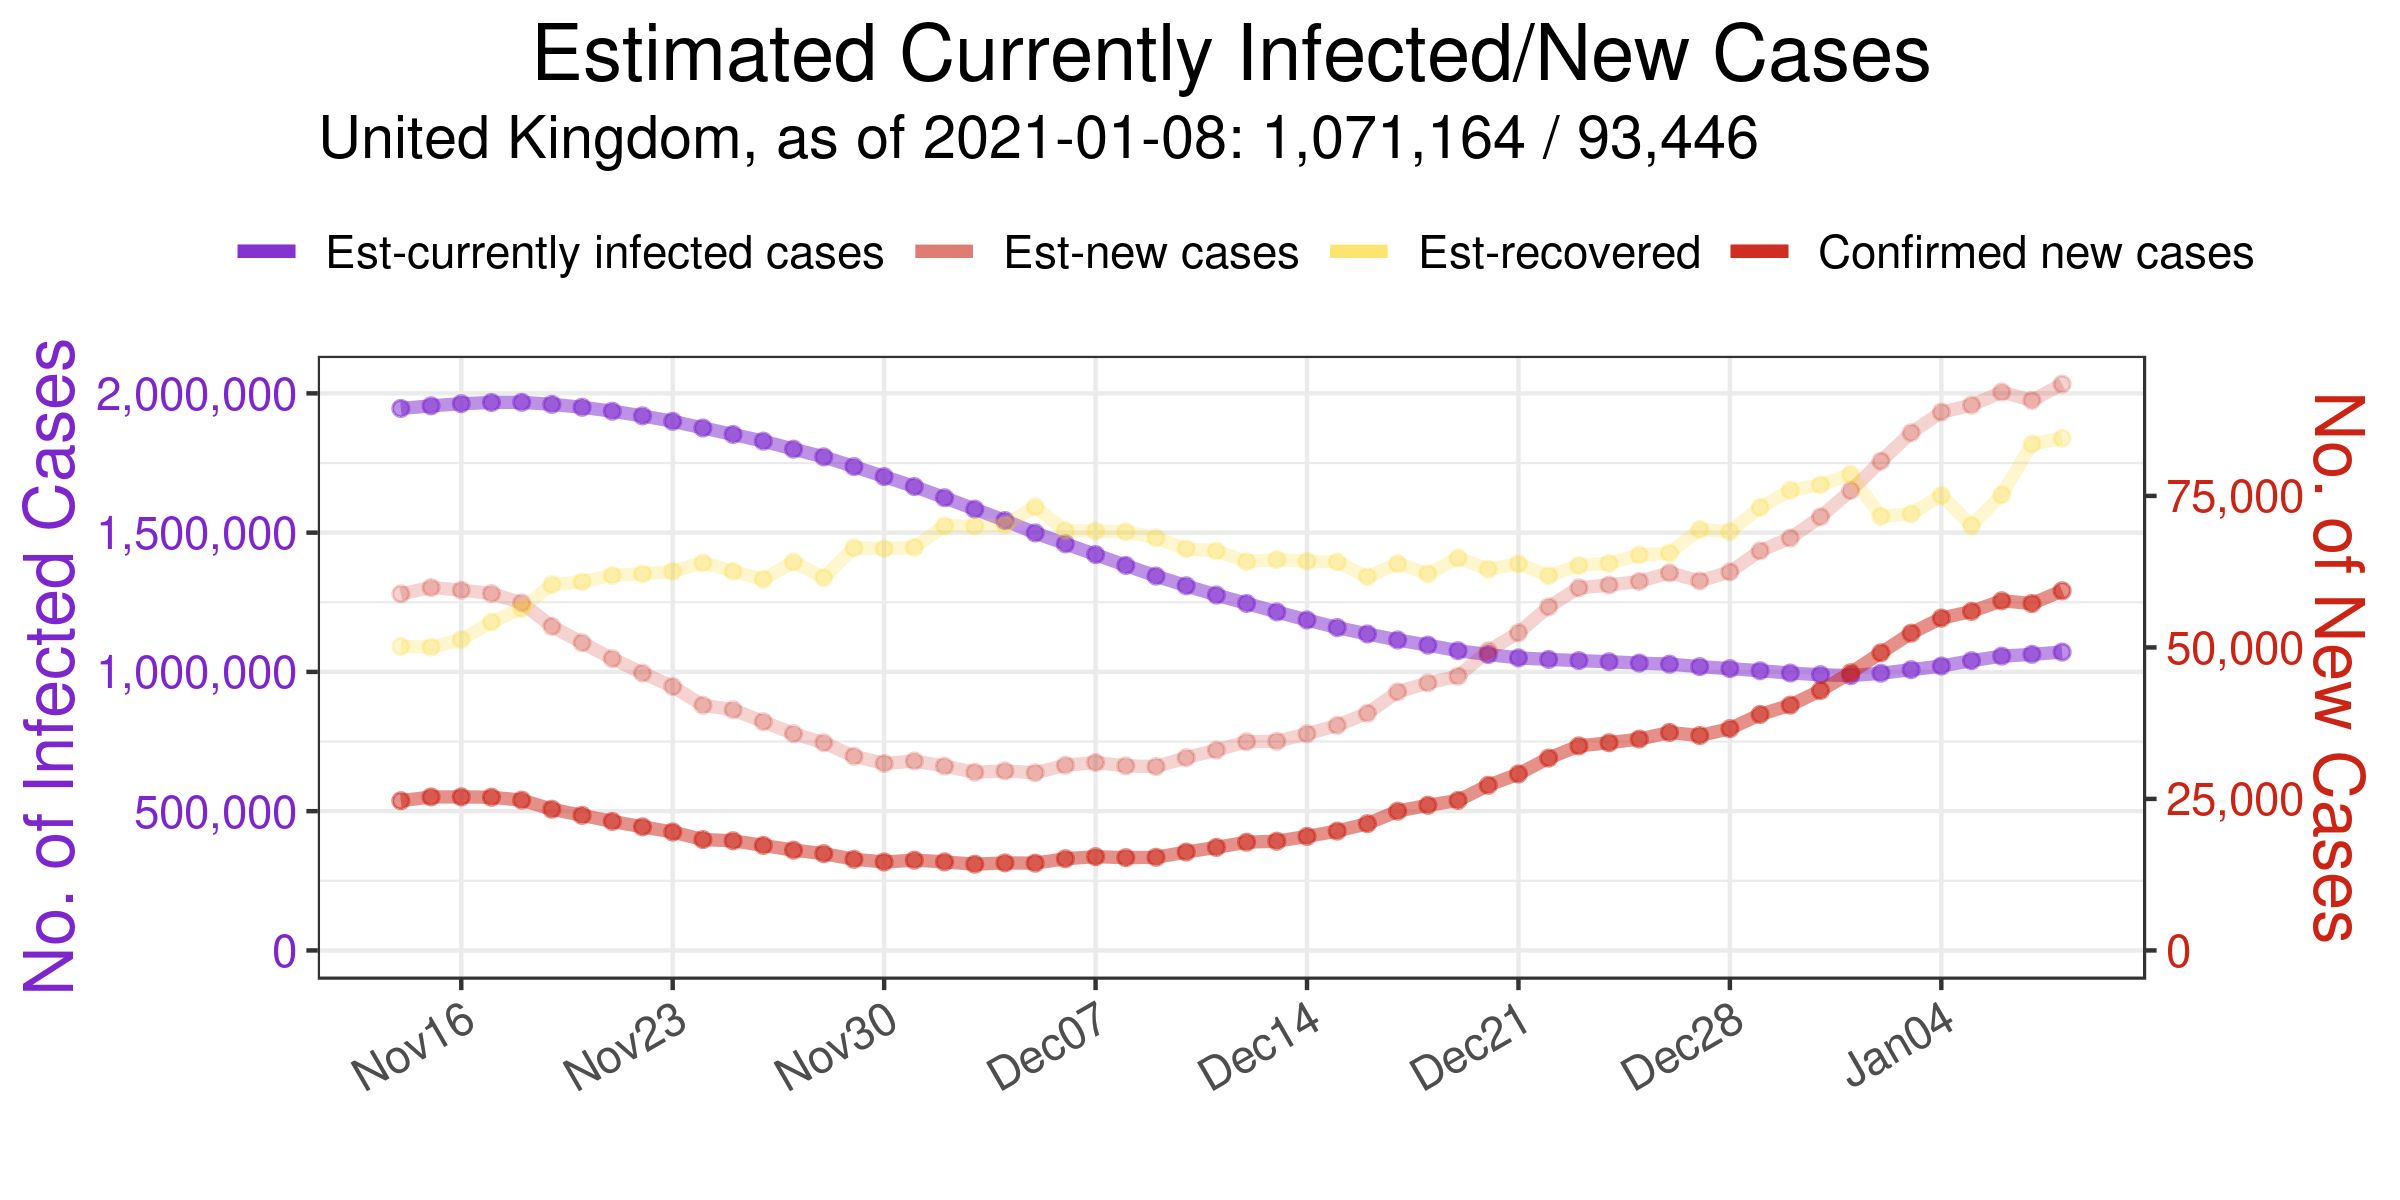 Estimated Currently Infected/New Cases
United Kingdom, as of 2021-01-08: 1,071,164 / 93,446
Est-currently infected cases Est-new cases Est-recovered Confirmed new cases
No. of Infected Cases
2,000,000
1,500,000
1,000,000
500,000
0
75,000
50,000
25,000
0
No. of New Cases
Nov16 Nov23 Nov30 Dec07 Dec14 Dec21 Dec28 Jan04